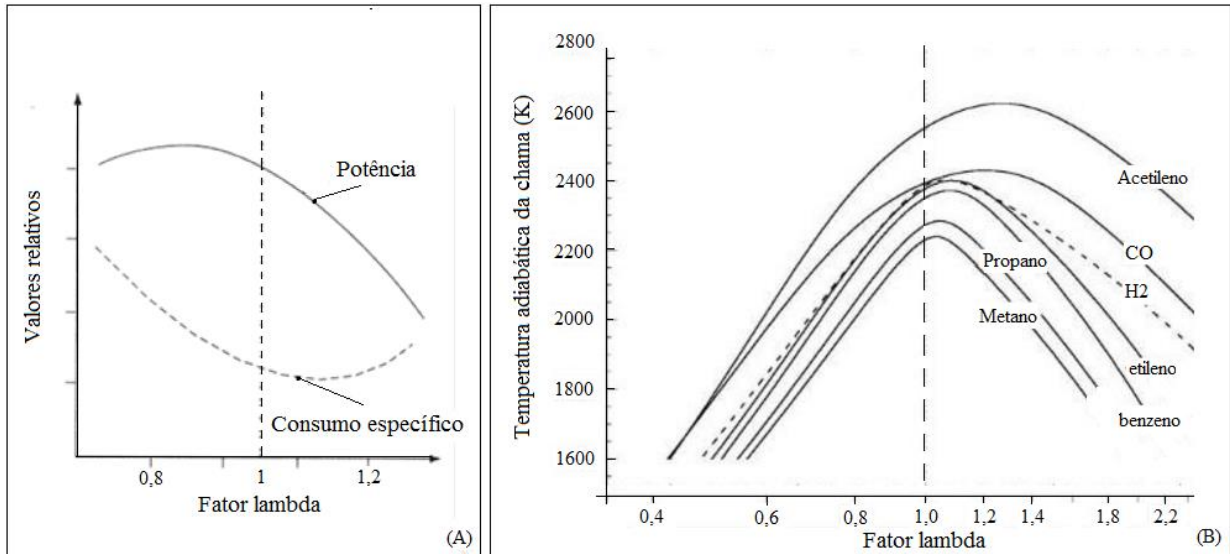 Valores relativos
Potência
Consumo específico
0,8
1
1,2
Fator lambda
(A)
Temperatura adiabática da chama (K)
2800
2600
2400
2200
2000
1800
1600
1400
Acetileno
CO
H2
Propano
Metano
etileno
benzeno
0,4
0,6
0,8
1,0
1,2
1,4
1,8
2,2
Fator lambda
(B)